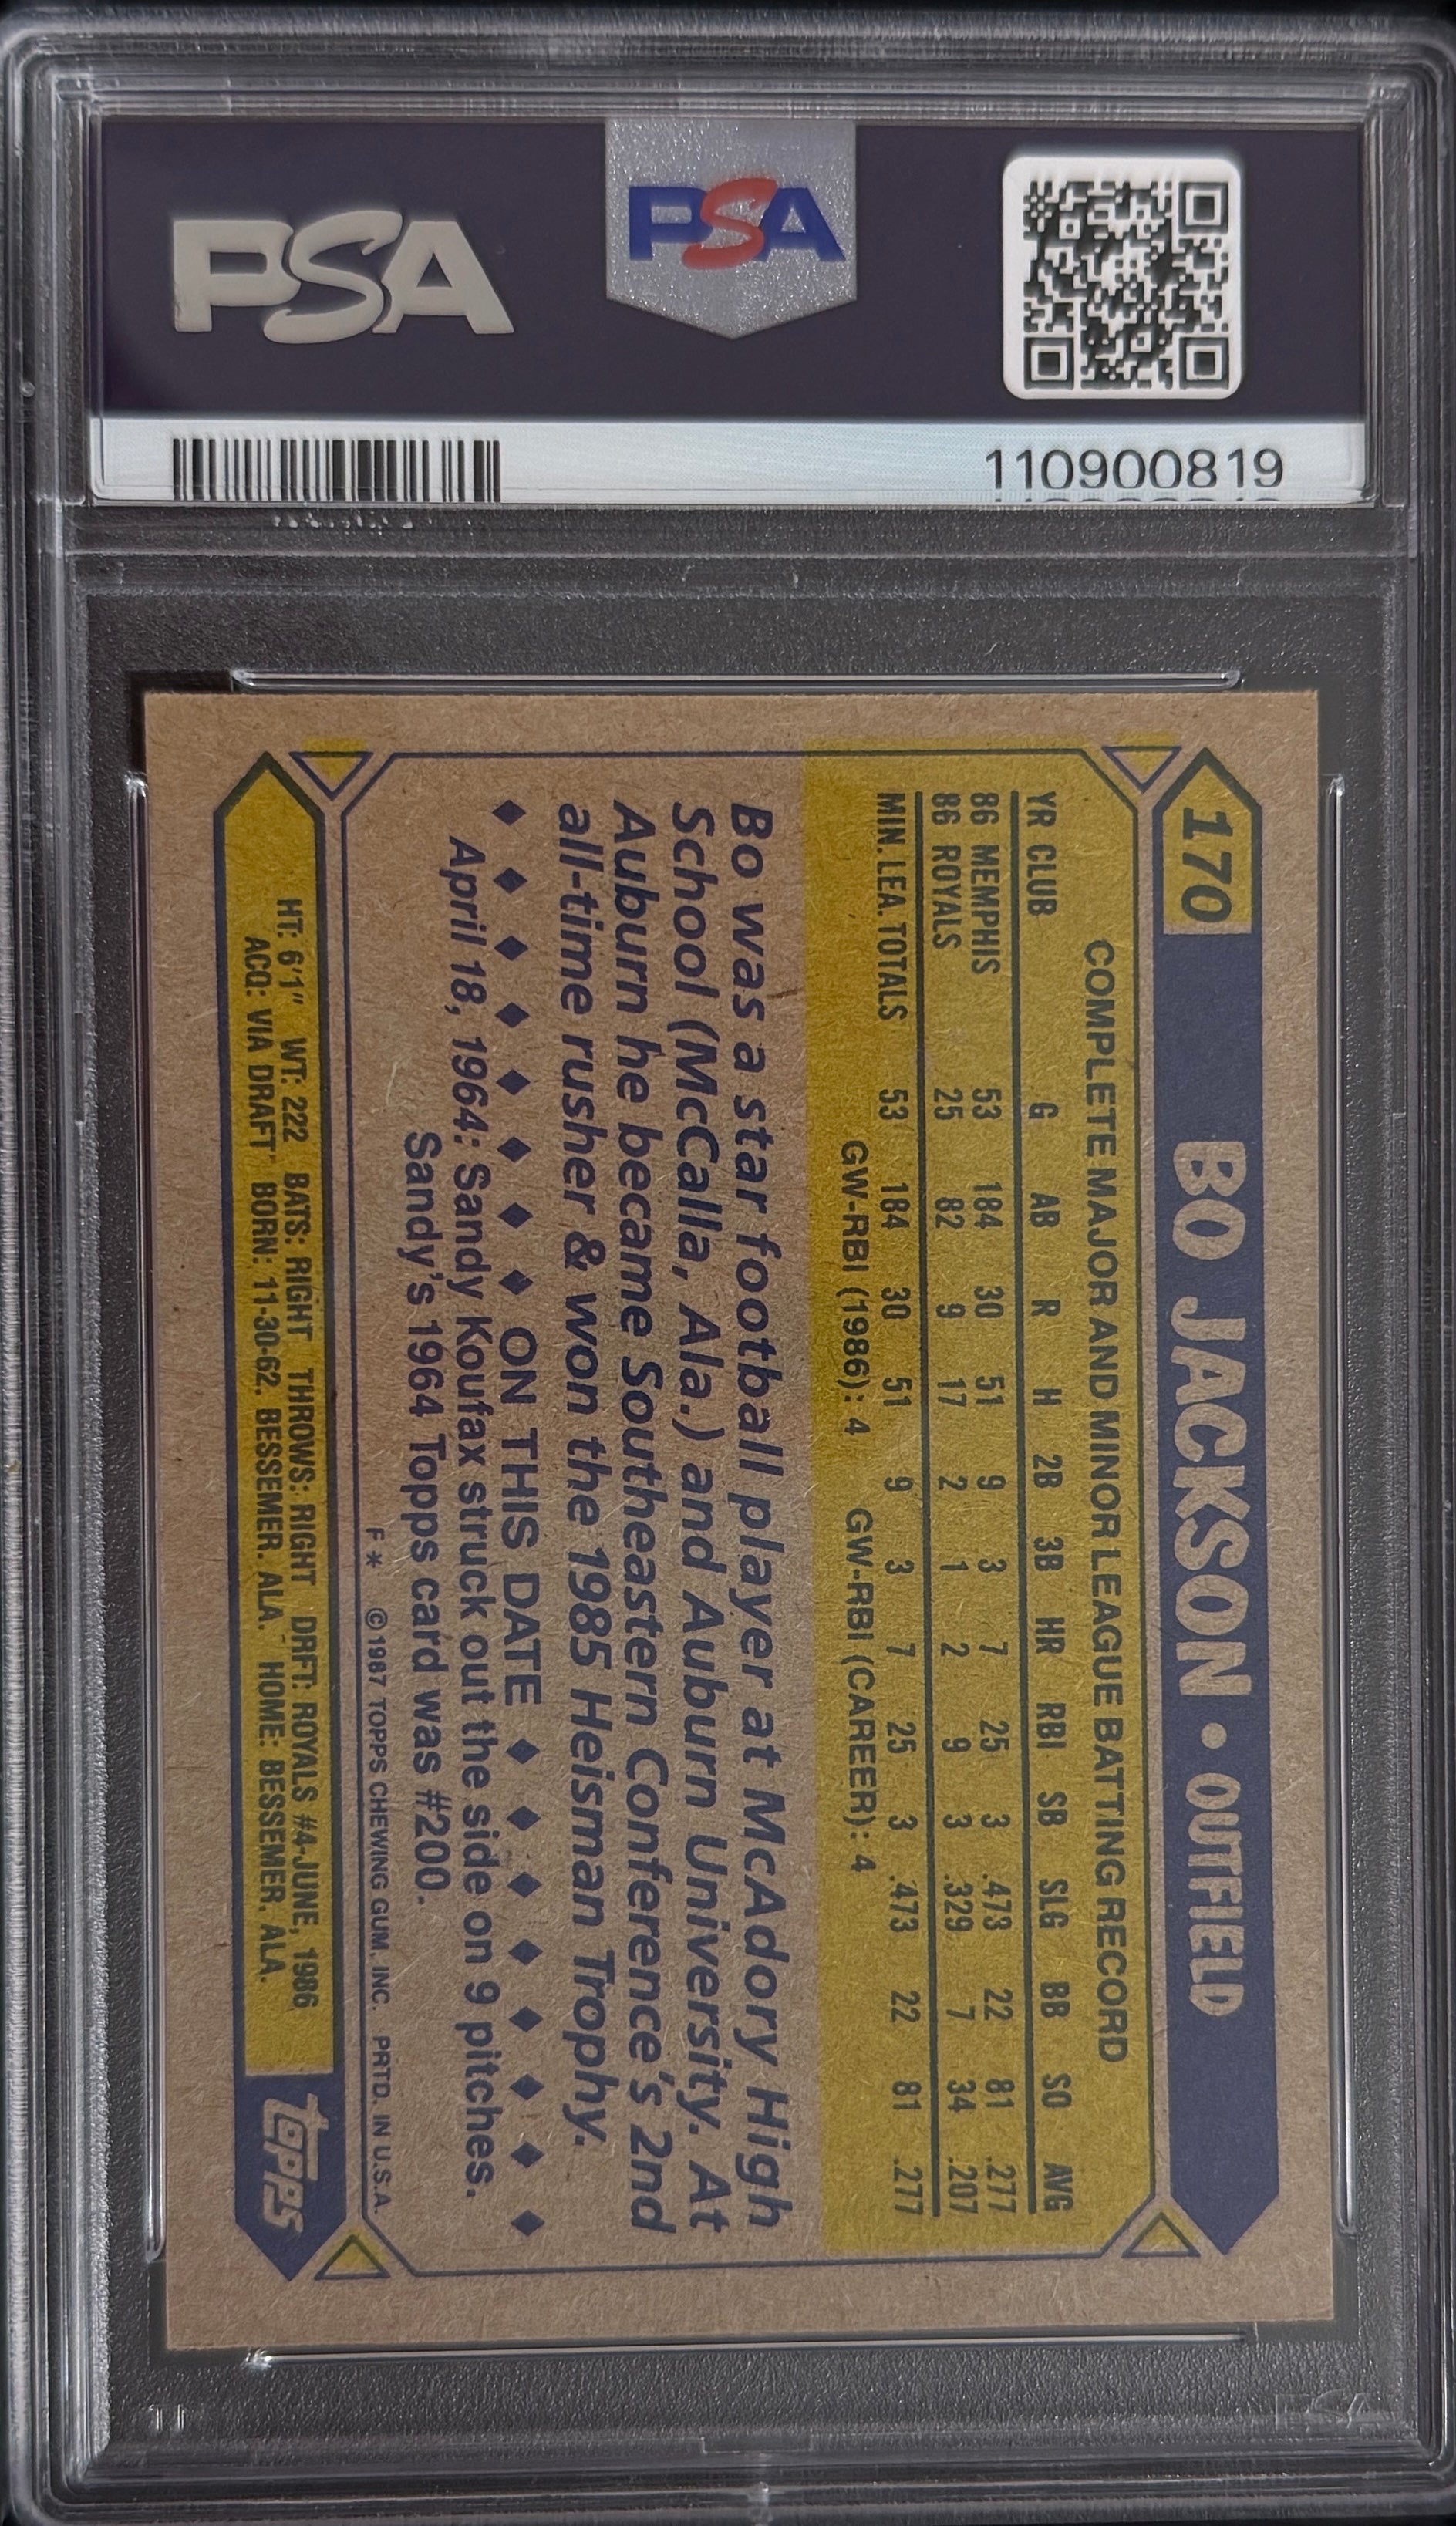 PSA
PSA
110900819
170 BO JACKSON • OUTFIELD
COMPLETE MAJOR AND MINOR LEAGUE BATTING RECORD
YR CLUB G AB R H 2B 3B HR RBI SB SLG BB SO AVG
86 MEMPHIS 53 184 30 51 9 3 7 25 3 .473 22 81 .277
86 ROYALS 25 82 9 17 2 1 2 9 3 .329 7 34 .207
MIN. LEA. TOTALS 53 184 30 51 9 3 7 25 3 .473 22 81 .277
GW-RBI (1986): 4 GW-RBI (CAREER): 4
Bo was a star football player at McAdory High
School (McCalla, Ala.) and Auburn University. At
Auburn he became Southeastern Conference's 2nd
all-time rusher & won the 1985 Heisman Trophy.
♦ ♦ ♦ ♦ ♦ ♦ ♦ ♦ ON THIS DATE ♦ ♦ ♦ ♦ ♦ ♦ ♦ ♦
April 18, 1964: Sandy Koufax struck out the side on 9 pitches.
Sandy's 1964 Topps card was #200.
F* © 1987 TOPPS CHEWING GUM, INC. PRTD. IN U.S.A.
HT: 6'1" WT: 222 BATS: RIGHT THROWS: RIGHT DRFT: ROYALS #4-JUNE, 1986
ACQ: VIA DRAFT BORN: 11-30-62, BESSEMER, ALA. HOME: BESSEMER, ALA.
topps
PSA